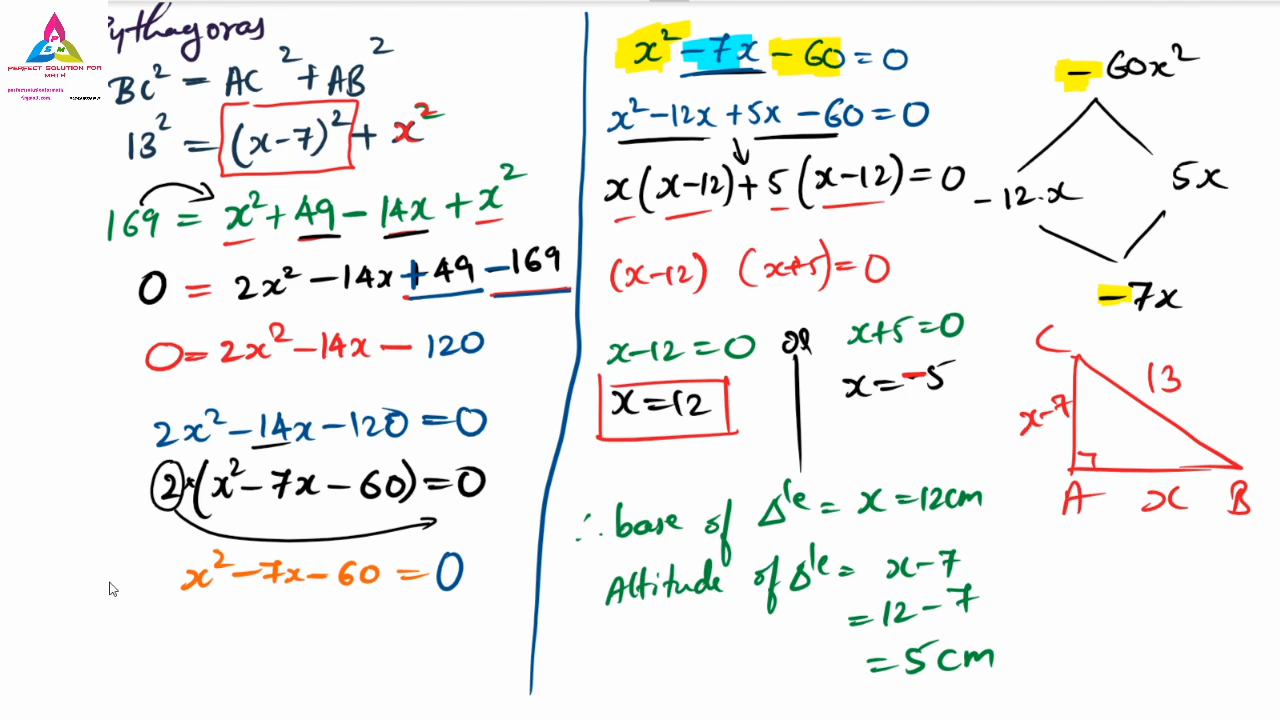 PSM
PERFECT SOLUTION FOR MATH
Pythagoras
BC² = AC² + AB²
13² = (x-7)² + x²
169 = x² + 49 - 14x + x²
0 = 2x² - 14x + 49 - 169
0 = 2x² - 14x - 120
2x² - 14x - 120 = 0
2×(x² - 7x - 60) = 0
x² - 7x - 60 = 0
x² - 7x - 60 = 0
x² - 12x + 5x - 60 = 0
x(x-12) + 5(x-12) = 0
(x-12) (x+5) = 0
x-12 = 0 or x+5 = 0
x = 12 x = -5
∴ base of Δle = x = 12cm
Altitude of Δle = x-7
= 12 - 7
= 5cm
- 60x²
-12·x 5x
-7x
C
13
x-7
A x B